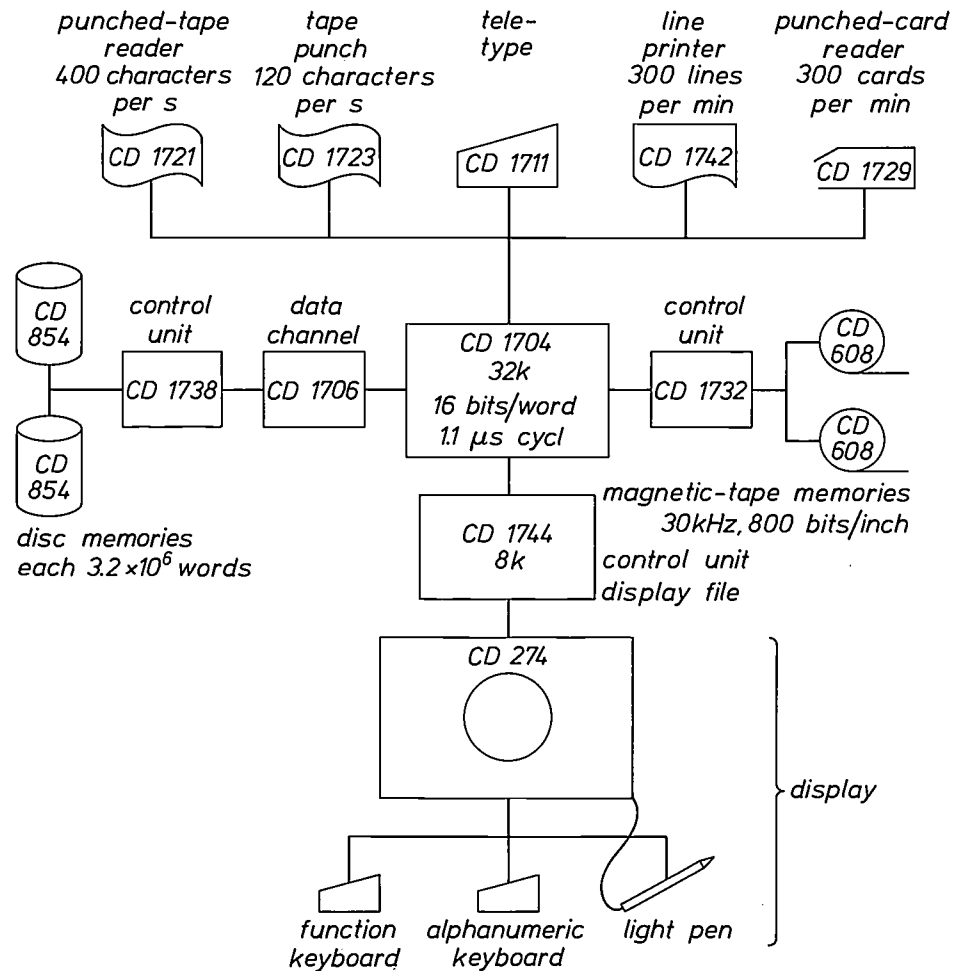 punched-tape
reader
400 characters
per s
CD 1721
tape
punch
120 characters
per s
CD 1723
tele-
type
CD 1711
line
printer
300 lines
per min
CD 1742
punched-card
reader
300 cards
per min
CD 1729
CD
854
CD
854
disc memories
each 3.2×10⁶ words
control
unit
CD 1738
data
channel
CD 1706
CD 1704
32k
16 bits/word
1.1 μs cycl
control
unit
CD 1732
CD
608
CD
608
magnetic-tape memories
30kHz, 800 bits/inch
CD 1744
8k
control unit
display file
CD 274
display
function
keyboard
alphanumeric
keyboard
light pen